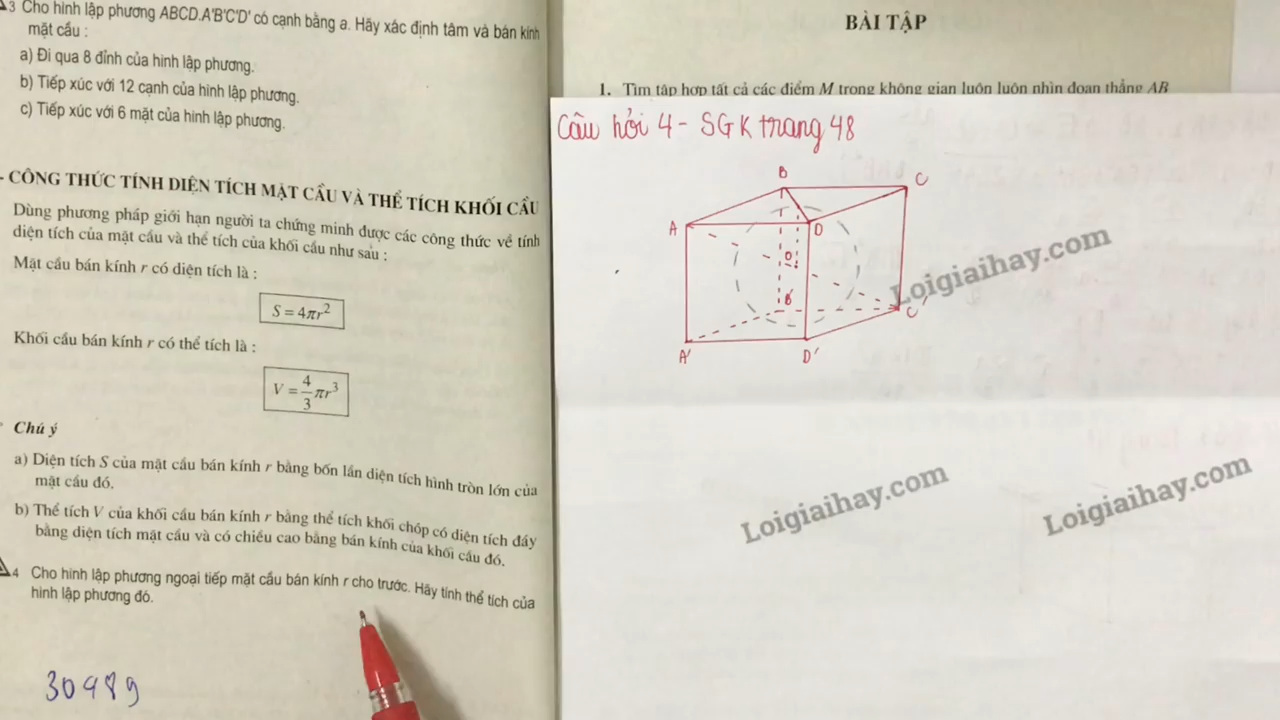 3 Cho hình lập phương ABCD.A'B'C'D' có cạnh bằng a. Hãy xác định tâm và bán kính
mặt cầu :
a) Đi qua 8 đỉnh của hình lập phương.
b) Tiếp xúc với 12 cạnh của hình lập phương.
c) Tiếp xúc với 6 mặt của hình lập phương.
- CÔNG THỨC TÍNH DIỆN TÍCH MẶT CẦU VÀ THỂ TÍCH KHỐI CẦU
Dùng phương pháp giới hạn người ta chứng minh được các công thức về tính
diện tích của mặt cầu và thể tích của khối cầu như sau :
Mặt cầu bán kính r có diện tích là :
S = 4πr²
Khối cầu bán kính r có thể tích là :
V = 4/3 πr³
Chú ý
a) Diện tích S của mặt cầu bán kính r bằng bốn lần diện tích hình tròn lớn của
mặt cầu đó.
b) Thể tích V của khối cầu bán kính r bằng thể tích khối chóp có diện tích đáy
bằng diện tích mặt cầu và có chiều cao bằng bán kính của khối cầu đó.
4 Cho hình lập phương ngoại tiếp mặt cầu bán kính r cho trước. Hãy tính thể tích của
hình lập phương đó.
30489
BÀI TẬP
1. Tìm tập hợp tất cả các điểm M trong không gian luôn luôn nhìn đoạn thẳng AB
Câu hỏi 4 - SGK trang 48
B
C
A
D
O
B'
C'
A'
D'
Loigiaihay.com
Loigiaihay.com
Loigiaihay.com